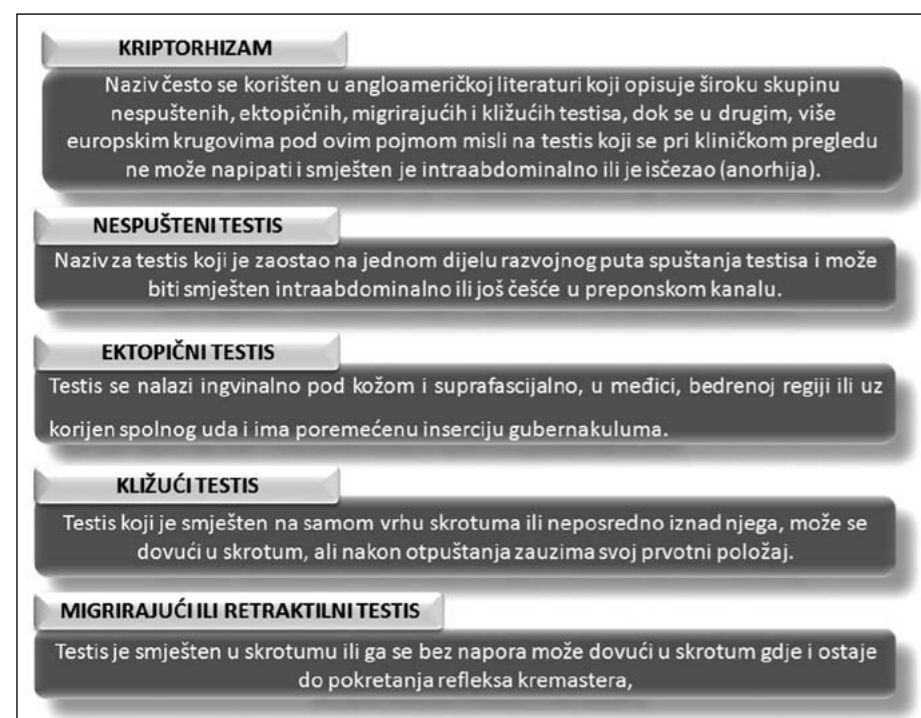 KRIPTORHIZAM
Naziv često se korišten u angloameričkoj literaturi koji opisuje široku skupinu
nespuštenih, ektopičnih, migrirajućih i kližućih testisa, dok se u drugim, više
europskim krugovima pod ovim pojmom misli na testis koji se pri kliničkom pregledu
ne može napipati i smješten je intraabdominalno ili je isčezao (anorhija).
NESPUŠTENI TESTIS
Naziv za testis koji je zaostao na jednom dijelu razvojnog puta spuštanja testisa i može
biti smješten intraabdominalno ili još češće u preponskom kanalu.
EKTOPIČNI TESTIS
Testis se nalazi ingvinalno pod kožom i suprafascijalno, u međici, bedrenoj regiji ili uz
korijen spolnog uda i ima poremećenu inserciju gubernakuluma.
KLIŽUĆI TESTIS
Testis koji je smješten na samom vrhu skrotuma ili neposredno iznad njega, može se
dovući u skrotum, ali nakon otpuštanja zauzima svoj prvotni položaj.
MIGRIRAJUĆI ILI RETRAKTILNI TESTIS
Testis je smješten u skrotumu ili ga se bez napora može dovući u skrotum gdje i ostaje
do pokretanja refleksa kremastera,